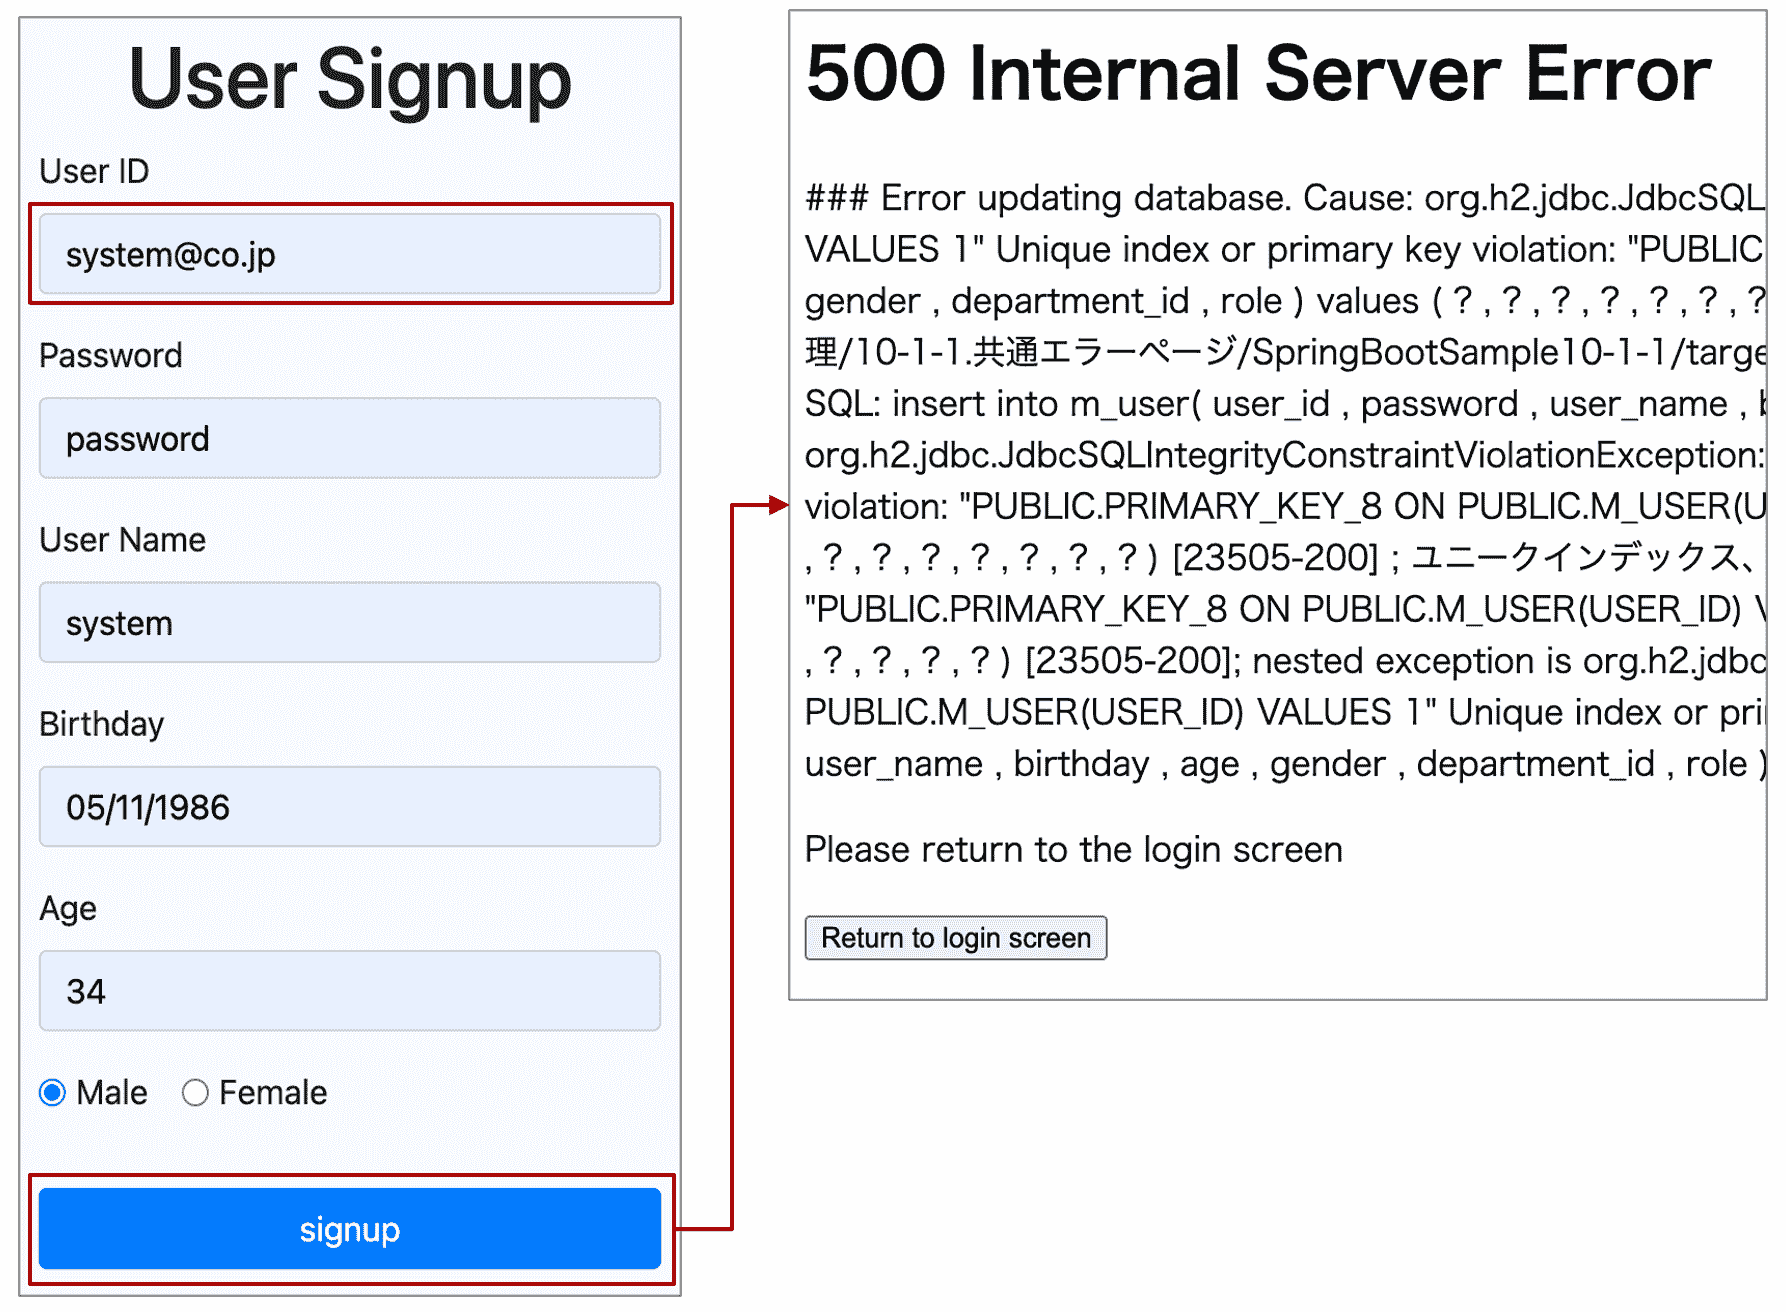 User Signup
User ID
system@co.jp
Password
password
User Name
system
Birthday
05/11/1986
Age
34
Male Female
signup
500 Internal Server Error
### Error updating database. Cause: org.h2.jdbc.JdbcSQL
VALUES 1" Unique index or primary key violation: "PUBLIC
gender , department_id , role ) values ( ? , ? , ? , ? , ? , ? , ?
理/10-1-1.共通エラーページ/SpringBootSample10-1-1/targe
SQL: insert into m_user( user_id , password , user_name , b
org.h2.jdbc.JdbcSQLIntegrityConstraintViolationException:
violation: "PUBLIC.PRIMARY_KEY_8 ON PUBLIC.M_USER(U
, ? , ? , ? , ? , ? , ? , ? ) [23505-200] ; ユニークインデックス、
"PUBLIC.PRIMARY_KEY_8 ON PUBLIC.M_USER(USER_ID) V
, ? , ? , ? , ? ) [23505-200]; nested exception is org.h2.jdbc
PUBLIC.M_USER(USER_ID) VALUES 1" Unique index or pri
user_name , birthday , age , gender , department_id , role )
Please return to the login screen
Return to login screen